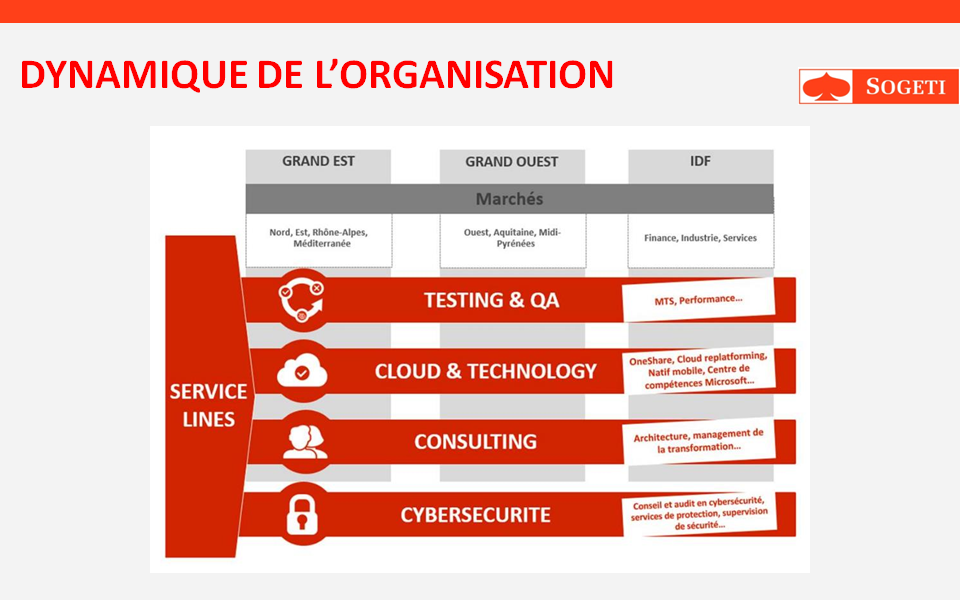 DYNAMIQUE DE L’ORGANISATION
SOGETI
GRAND EST
GRAND OUEST
IDF
Marchés
Nord, Est, Rhône-Alpes,
Méditerranée
Ouest, Aquitaine, Midi-
Pyrénées
Finance, Industrie, Services
SERVICE
LINES
TESTING & QA
MTS, Performance...
CLOUD & TECHNOLOGY
OneShare, Cloud replatforming,
Natif mobile, Centre de
compétences Microsoft...
CONSULTING
Architecture, management de
la transformation...
CYBERSECURITE
Conseil et audit en cybersécurité,
services de protection, supervision
de sécurité...